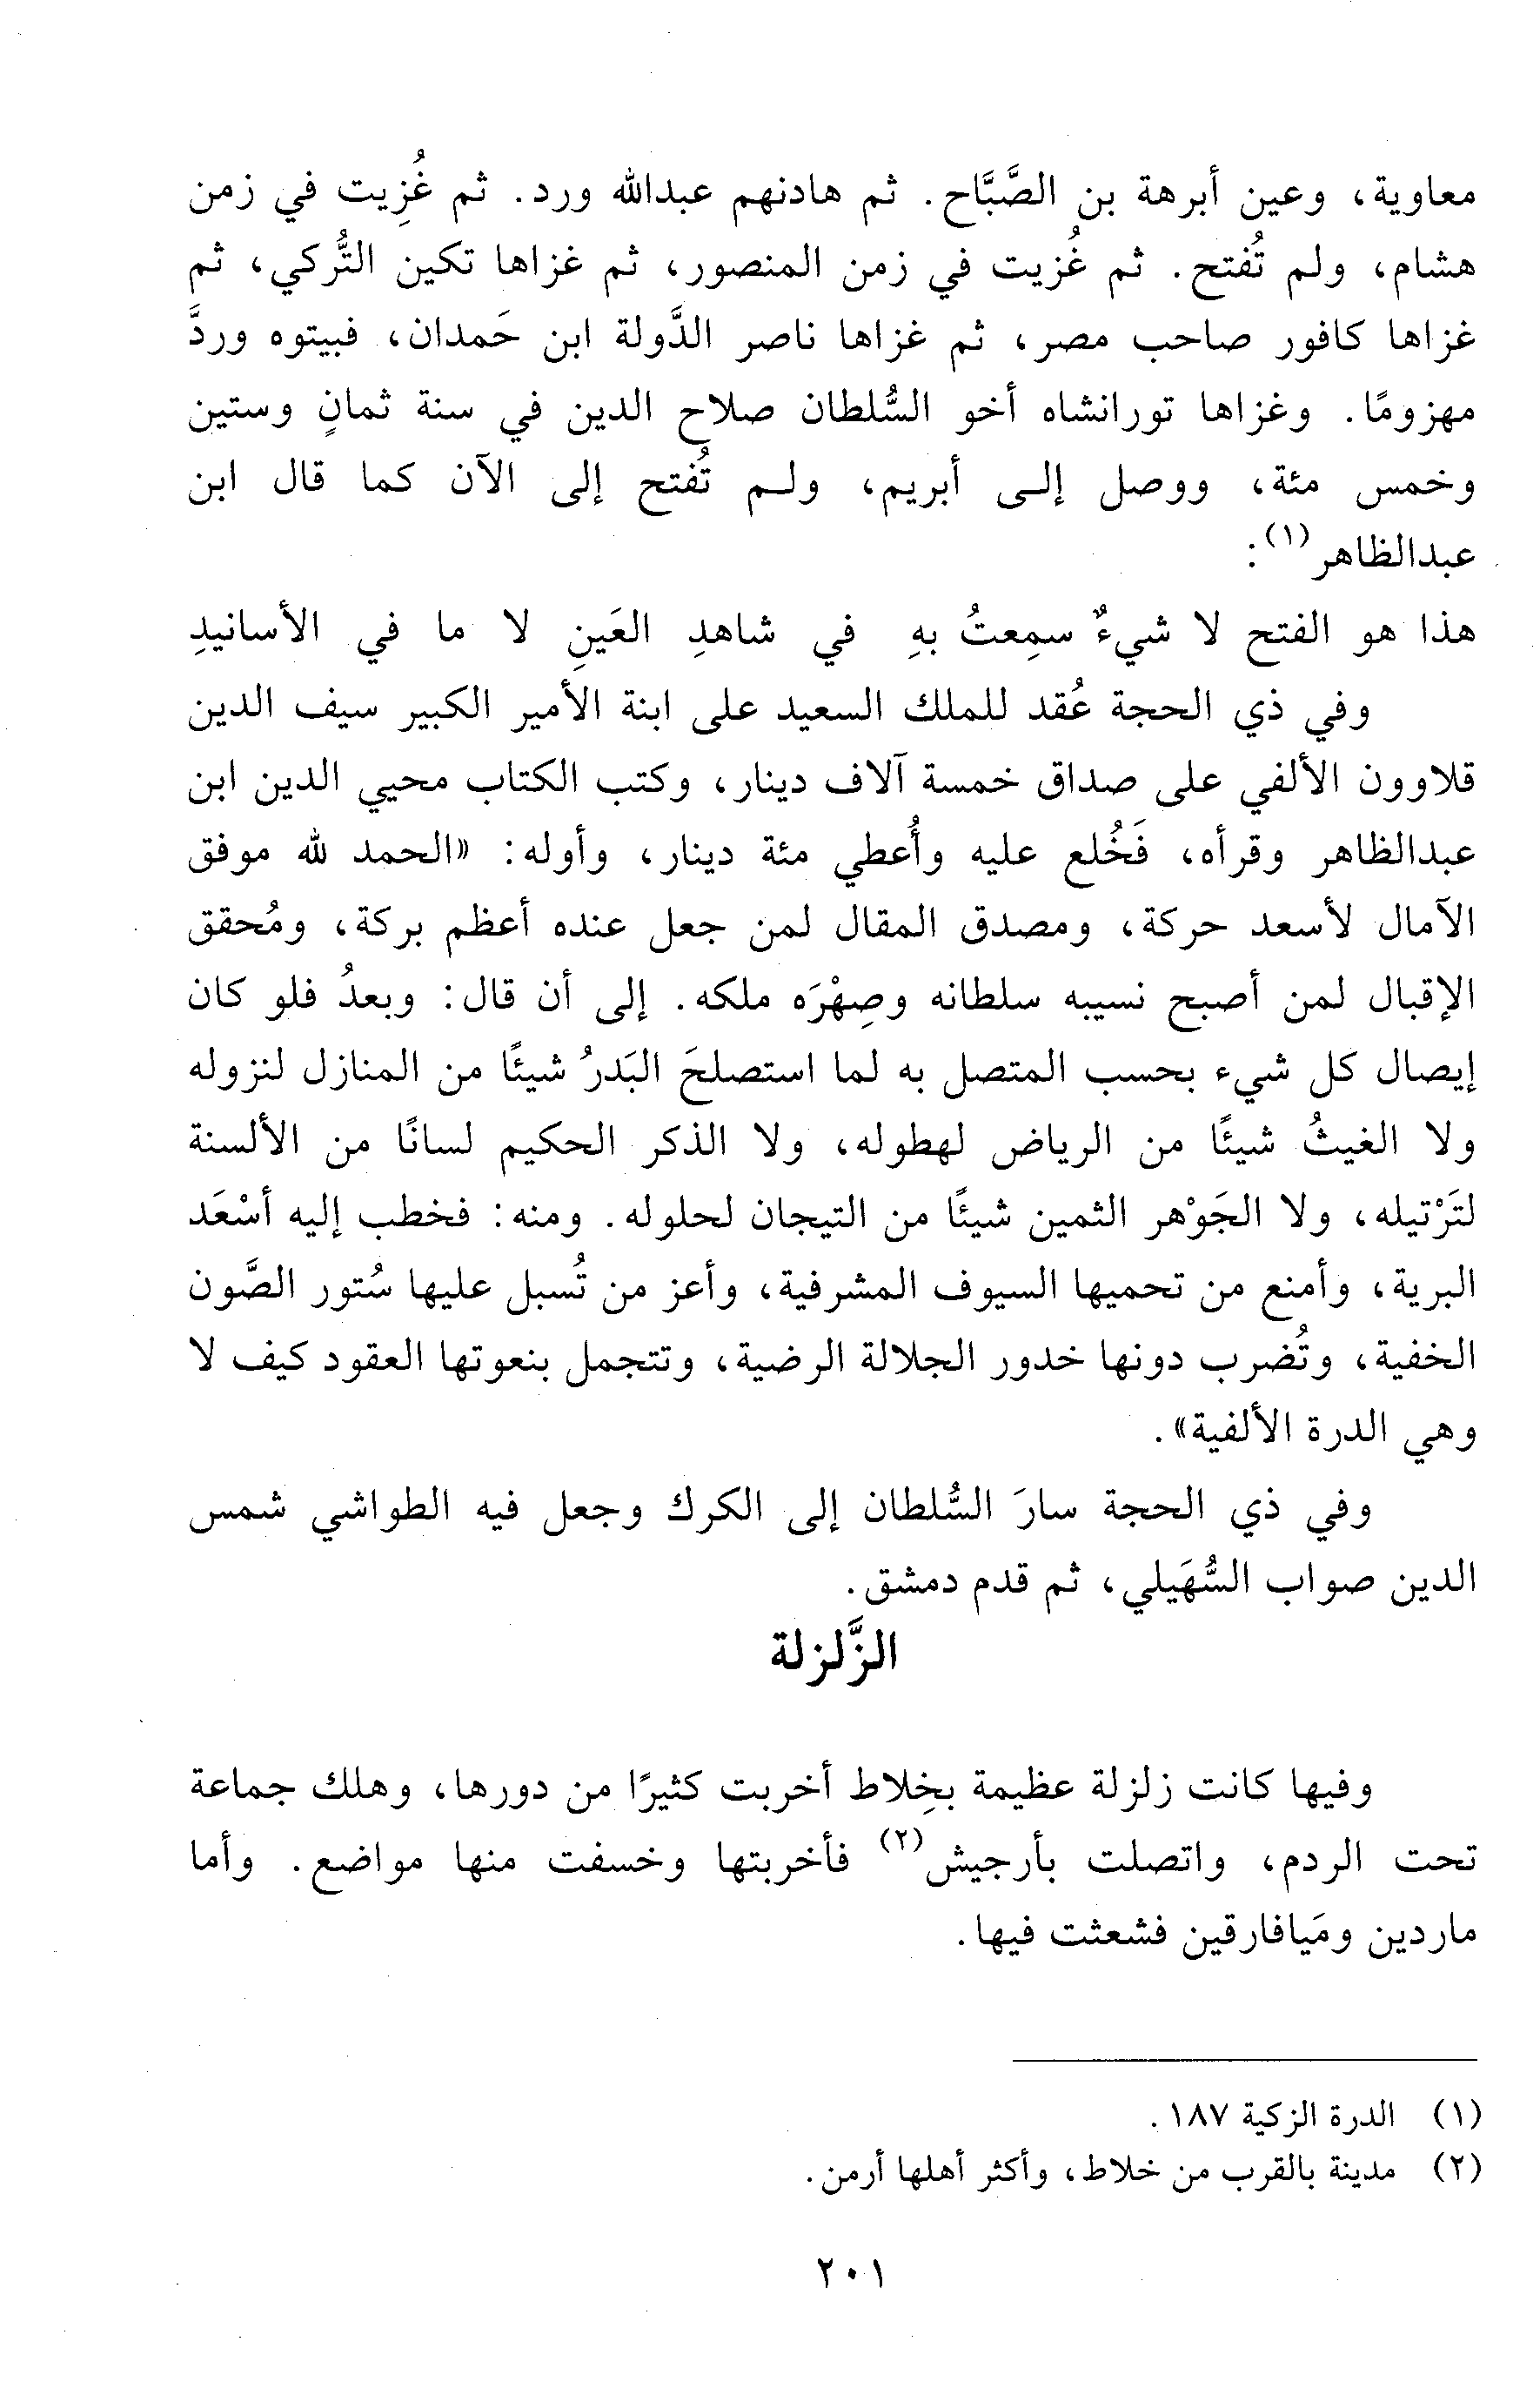 معاوية، وعين أبرهة بن الصَّبَّاح. ثم هادنهم عبدالله ورد. ثم غُزِيت في زمن
هشام، ولم تُفتح. ثم غُزيت في زمن المنصور، ثم غزاها تكين التُّركي، ثم
غزاها كافور صاحب مصر، ثم غزاها ناصر الدَّولة ابن حَمدان، فبيتوه وردَّ
مهزومًا. وغزاها تورانشاه أخو السُّلطان صلاح الدين في سنة ثمانٍ وستين
وخمس مئة، ووصل إلى أبريم، ولم تُفتح إلى الآن كما قال ابن
عبدالظاهر(١):
هذا هو الفتح لا شيءٌ سمِعتُ بهِ في شاهدِ العَينِ لا ما في الأسانيدِ
وفي ذي الحجة عُقد للملك السعيد على ابنة الأمير الكبير سيف الدين
قلاوون الألفي على صداق خمسة آلاف دينار، وكتب الكتاب محيي الدين ابن
عبدالظاهر وقرأه، فَخُلع عليه وأُعطي مئة دينار، وأوله: «الحمد لله موفق
الآمال لأسعد حركة، ومصدق المقال لمن جعل عنده أعظم بركة، ومُحقق
الإقبال لمن أصبح نسيبه سلطانه وصِهْرَه ملكه. إلى أن قال: وبعدُ فلو كان
إيصال كل شيء بحسب المتصل به لما استصلحَ البَدرُ شيئًا من المنازل لنزوله
ولا الغيثُ شيئًا من الرياض لهطوله، ولا الذكر الحكيم لسانًا من الألسنة
لتَرْتيله، ولا الجَوْهر الثمين شيئًا من التيجان لحلوله. ومنه: فخطب إليه أسْعَد
البرية، وأمنع من تحميها السيوف المشرفية، وأعز من تُسبل عليها سُتور الصَّون
الخفية، وتُضرب دونها خدور الجلالة الرضية، وتتجمل بنعوتها العقود كيف لا
وهي الدرة الألفية».
وفي ذي الحجة سارَ السُّلطان إلى الكرك وجعل فيه الطواشي شمس
الدين صواب السُّهَيلي، ثم قدم دمشق.
الزَّلزلة
وفيها كانت زلزلة عظيمة بخِلاط أخربت كثيرًا من دورها، وهلك جماعة
تحت الردم، واتصلت بأرجيش(٢) فأخربتها وخسفت منها مواضع. وأما
ماردين ومَيافارقين فشعثت فيها.
(١) الدرة الزكية ١٨٧.
(٢) مدينة بالقرب من خلاط، وأكثر أهلها أرمن.
٢٠١